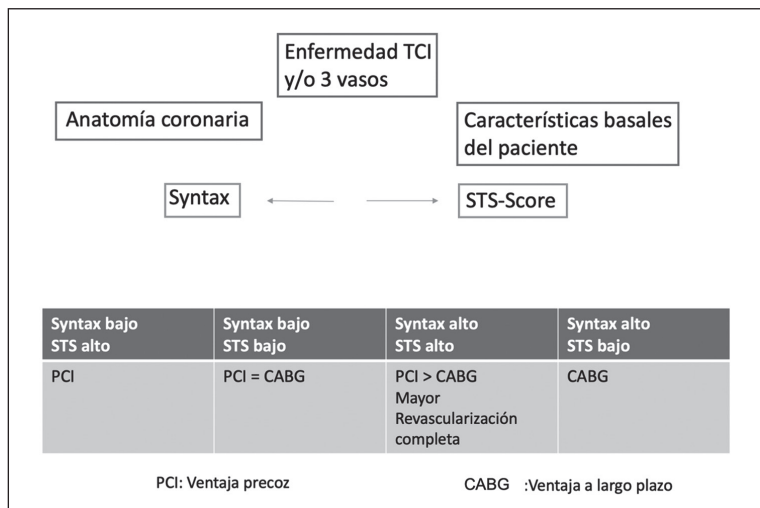 Enfermedad TCI
y/o 3 vasos
Anatomía coronaria
Características basales
del paciente
Syntax
STS-Score
Syntax bajo
STS alto
Syntax bajo
STS bajo
Syntax alto
STS alto
Syntax alto
STS bajo
PCI
PCI = CABG
PCI > CABG
Mayor
Revascularización
completa
CABG
PCI: Ventaja precoz
CABG :Ventaja a largo plazo